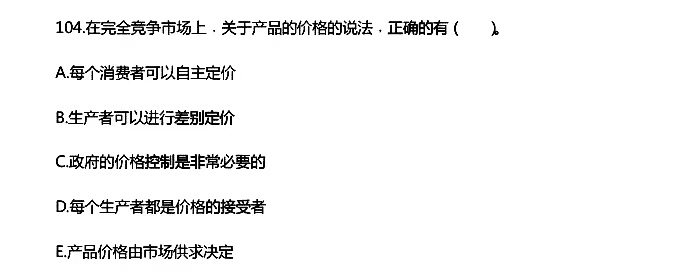 104.在完全竞争市场上．关于产品的价格的说法．正确的有（　　）。
A.每个消费者可以自主定价
B.生产者可以进行差别定价
C.政府的价格控制是非常必要的
D.每个生产者都是价格的接受者
E.产品价格由市场供求决定